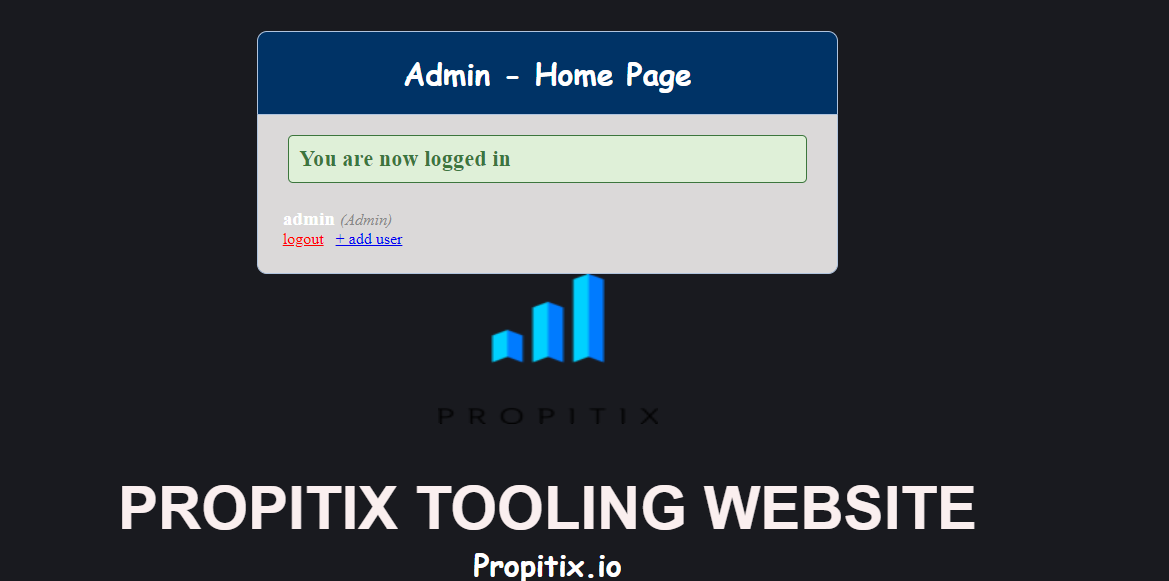 Admin - Home Page
You are now logged in
admin (Admin)
logout + add user
PROPITIX
PROPITIX TOOLING WEBSITE
Propitix.io